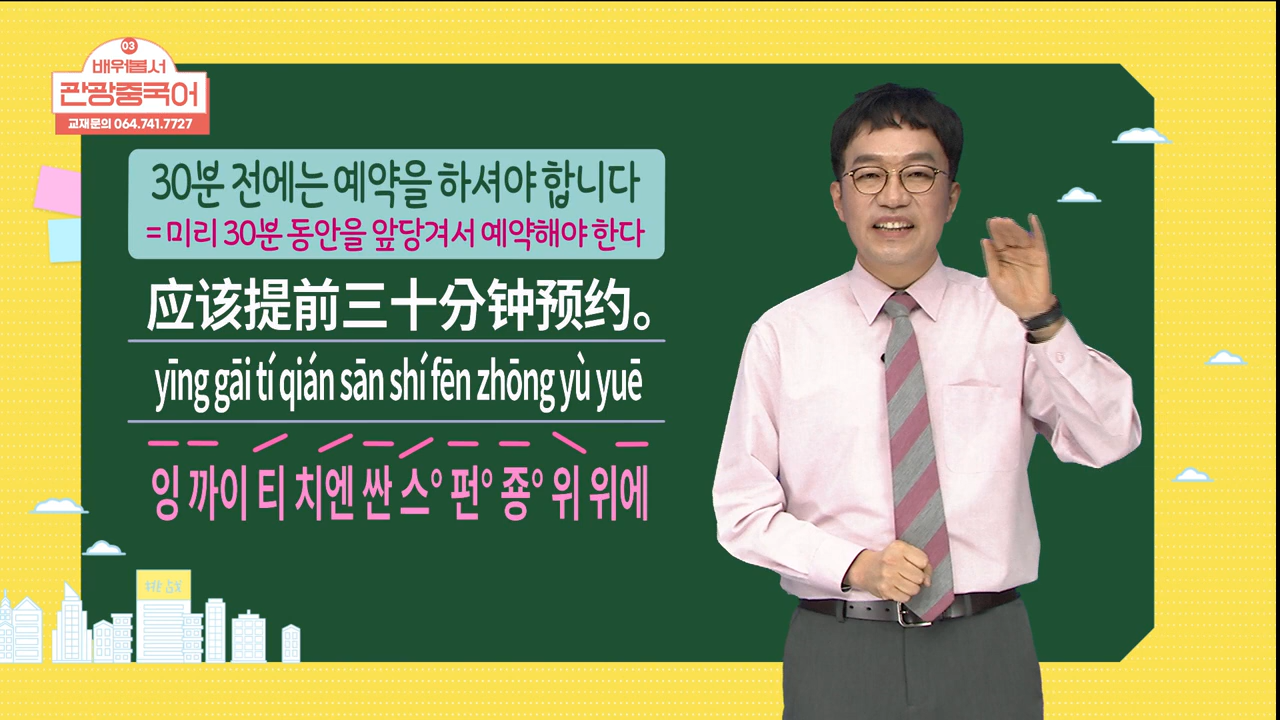 03
배워봅서
관광중국어
교재문의 064.741.7727
30분 전에는 예약을 하셔야 합니다
= 미리 30분 동안을 앞당겨서 예약해야 한다
应该提前三十分钟预约。
yīng gāi tí qián sān shí fēn zhōng yù yuē
잉 까이 티 치엔 싼 스° 펀° 죵° 위 위에
挑战